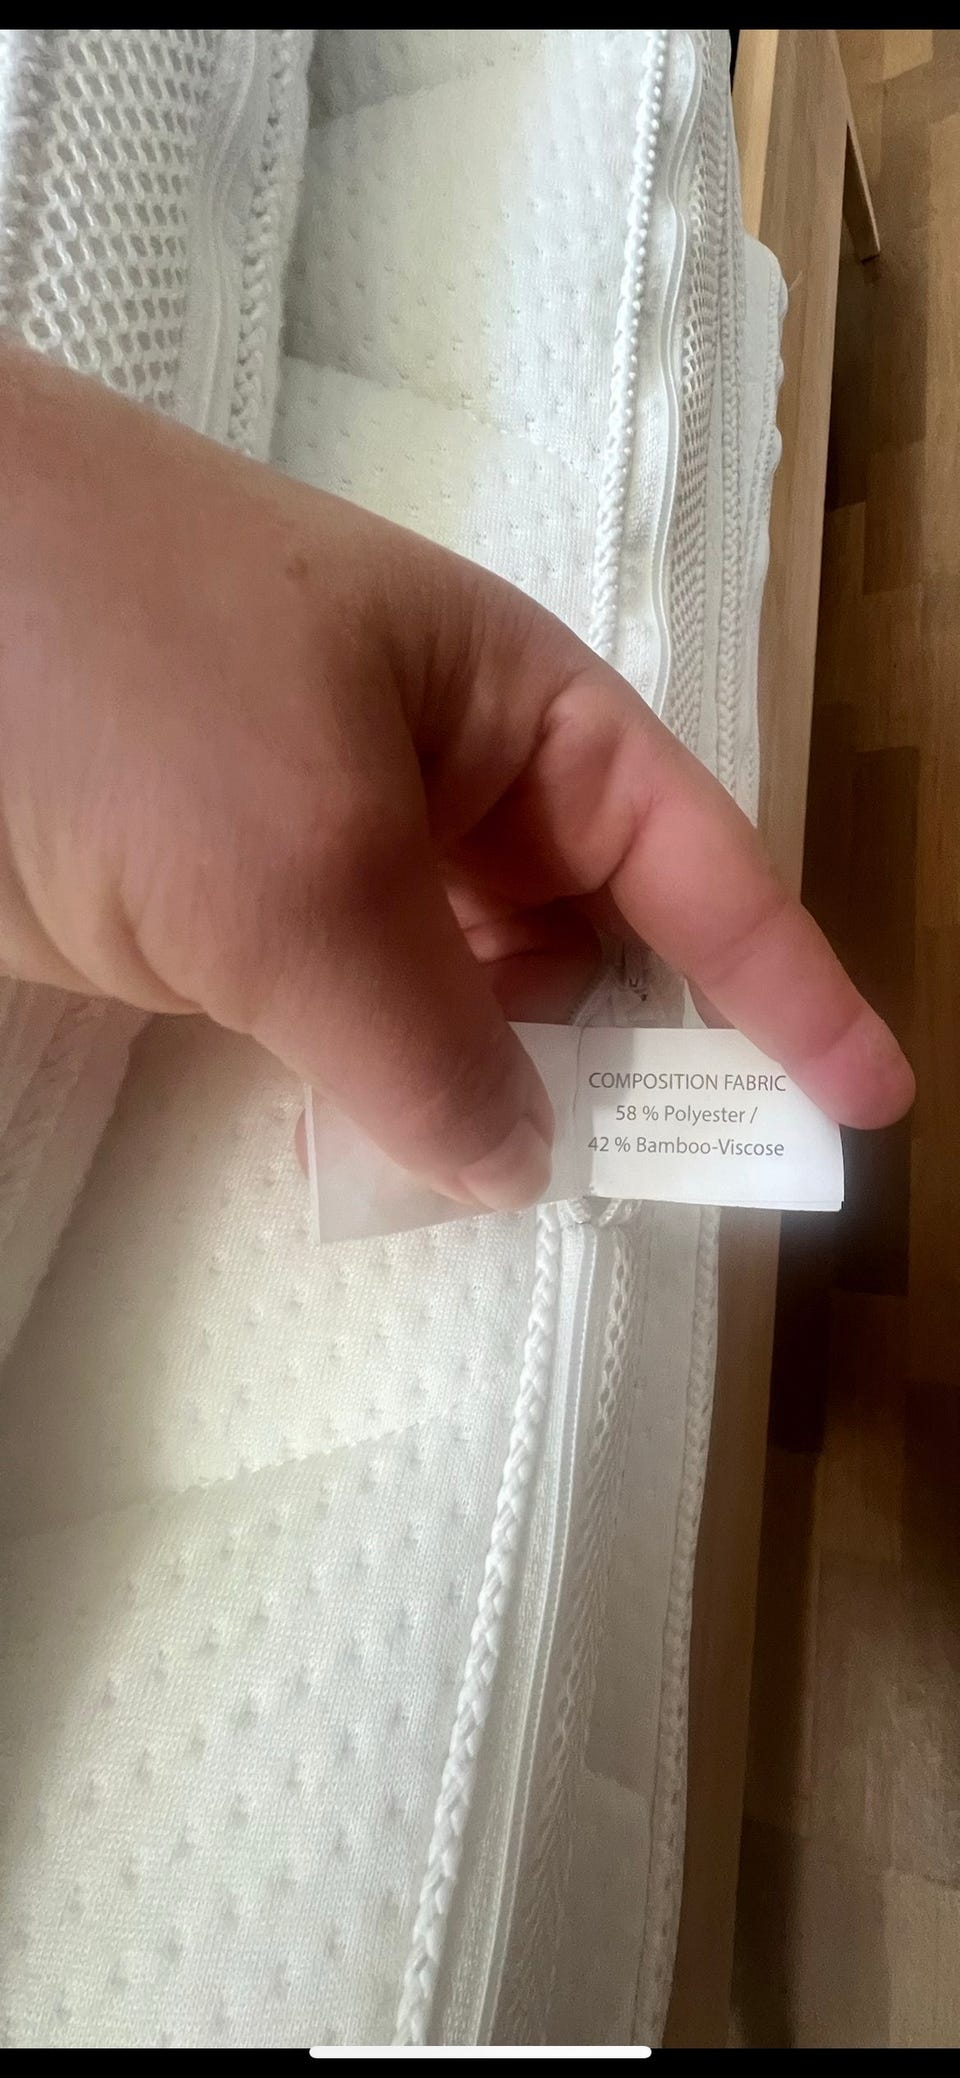 COMPOSITION FABRIC
58 % Polyester /
42 % Bamboo-Viscose